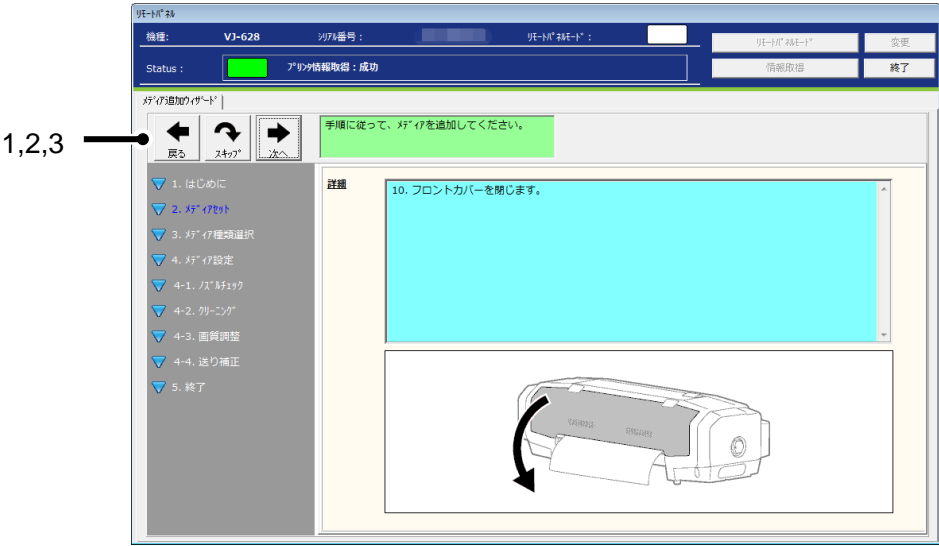 ﾘﾓｰﾄﾊﾟﾈﾙ
機種: VJ-628 ｼﾘｱﾙ番号： ﾘﾓｰﾄﾊﾟﾈﾙﾓｰﾄﾞ：
ﾘﾓｰﾄﾊﾟﾈﾙﾓｰﾄﾞ 変更
Status : ﾌﾟﾘﾝﾀ情報取得：成功
情報取得 終了
ﾒﾃﾞｨｱ追加ｳｨｻﾞｰﾄﾞ
1,2,3
戻る ｽｷｯﾌﾟ 次へ
手順に従って、ﾒﾃﾞｨｱを追加してください。
1. はじめに
2. ﾒﾃﾞｨｱｾｯﾄ
3. ﾒﾃﾞｨｱ種類選択
4. ﾒﾃﾞｨｱ設定
4-1. ﾉｽﾞﾙﾁｪｯｸ
4-2. ｸﾘｰﾆﾝｸﾞ
4-3. 画質調整
4-4. 送り補正
5. 終了
詳細
10. フロントカバーを閉じます。